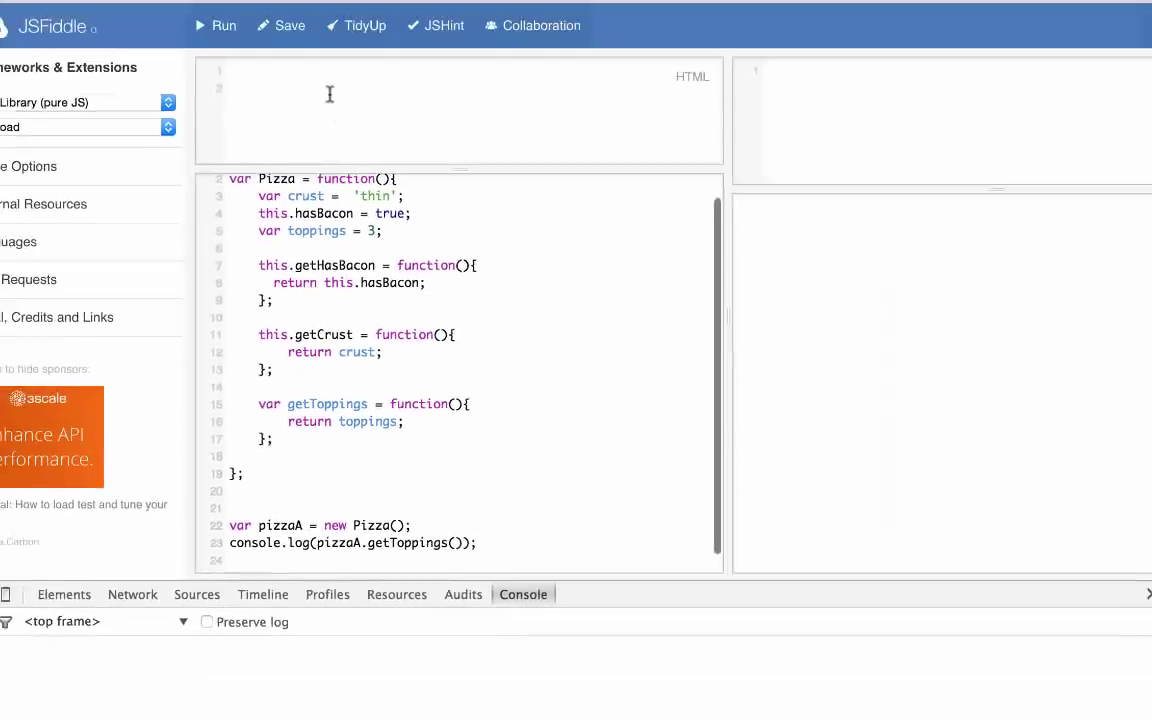 JSFiddle α
Run
Save
TidyUp
JSHint
Collaboration
neworks & Extensions
Library (pure JS)
oad
e Options
rnal Resources
uages
Requests
l, Credits and Links
to hide sponsors:
3scale
nhance API
erformance.
al: How to load test and tune your
Carbon
1
2
HTML
1
2 var Pizza = function(){
3 var crust = 'thin';
4 this.hasBacon = true;
5 var toppings = 3;
6
7 this.getHasBacon = function(){
8 return this.hasBacon;
9 };
10
11 this.getCrust = function(){
12 return crust;
13 };
14
15 var getToppings = function(){
16 return toppings;
17 };
18
19 };
20
21
22 var pizzaA = new Pizza();
23 console.log(pizzaA.getToppings());
24
Elements
Network
Sources
Timeline
Profiles
Resources
Audits
Console
<top frame>
Preserve log